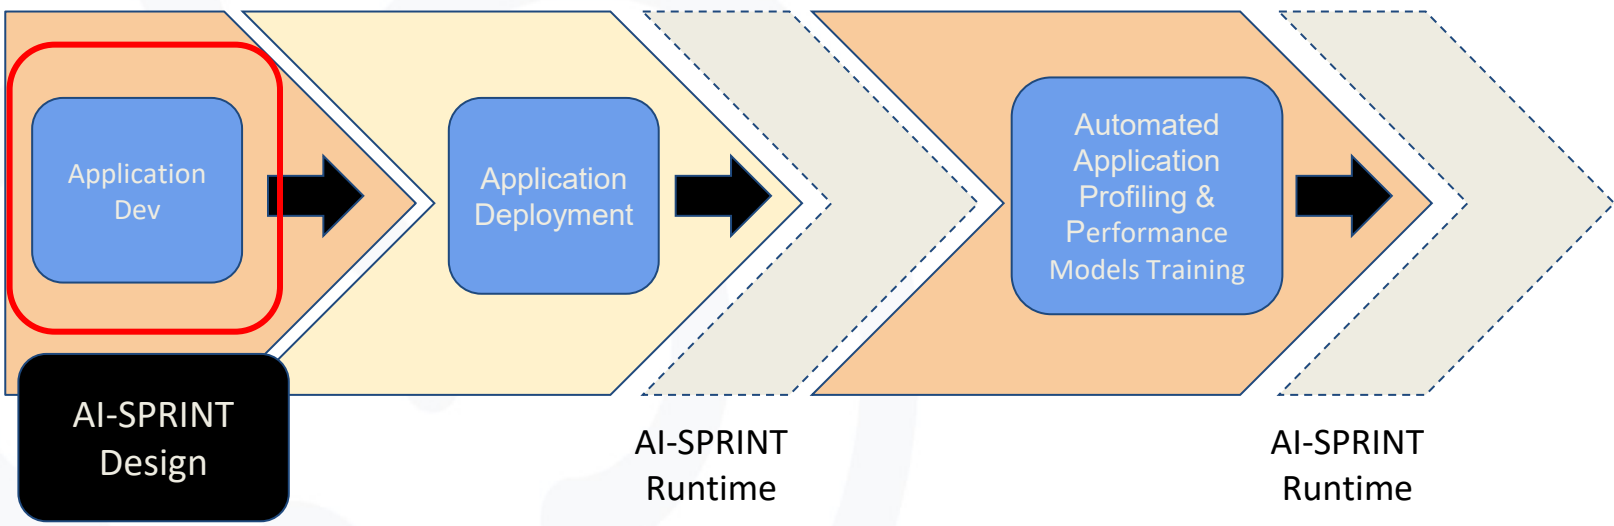 Application
Dev
Application
Deployment
Automated
Application
Profiling &
Performance
Models Training
AI-SPRINT
Design
AI-SPRINT
Runtime
AI-SPRINT
Runtime